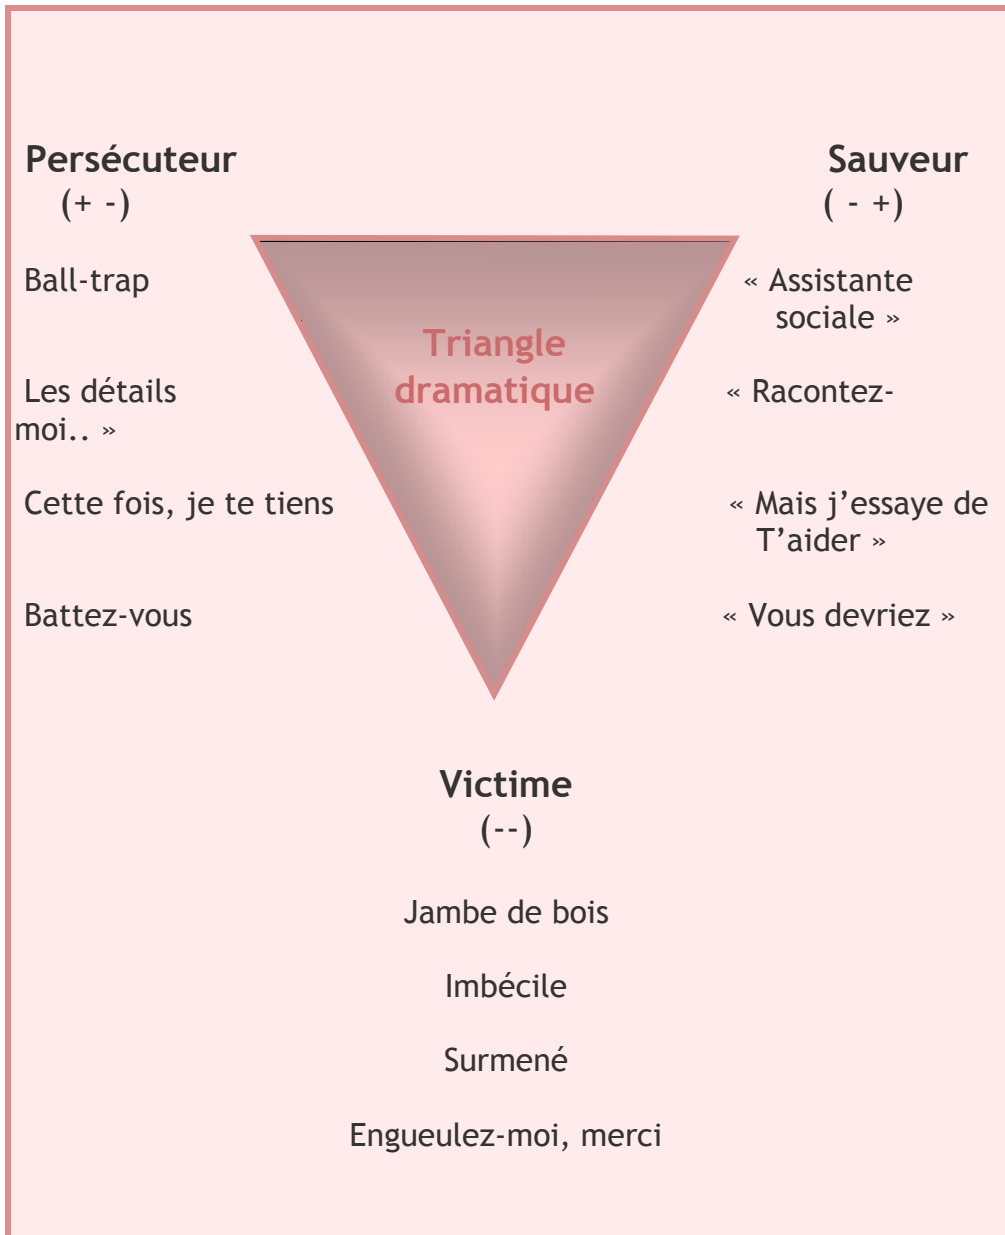 Persécuteur Sauveur
(+ -) ( - +)
Ball-trap « Assistante
sociale »
Triangle
dramatique
Les détails « Racontez-
moi.. »
Cette fois, je te tiens « Mais j’essaye de
T’aider »
Battez-vous « Vous devriez »
Victime
(--)
Jambe de bois
Imbécile
Surmené
Engueulez-moi, merci